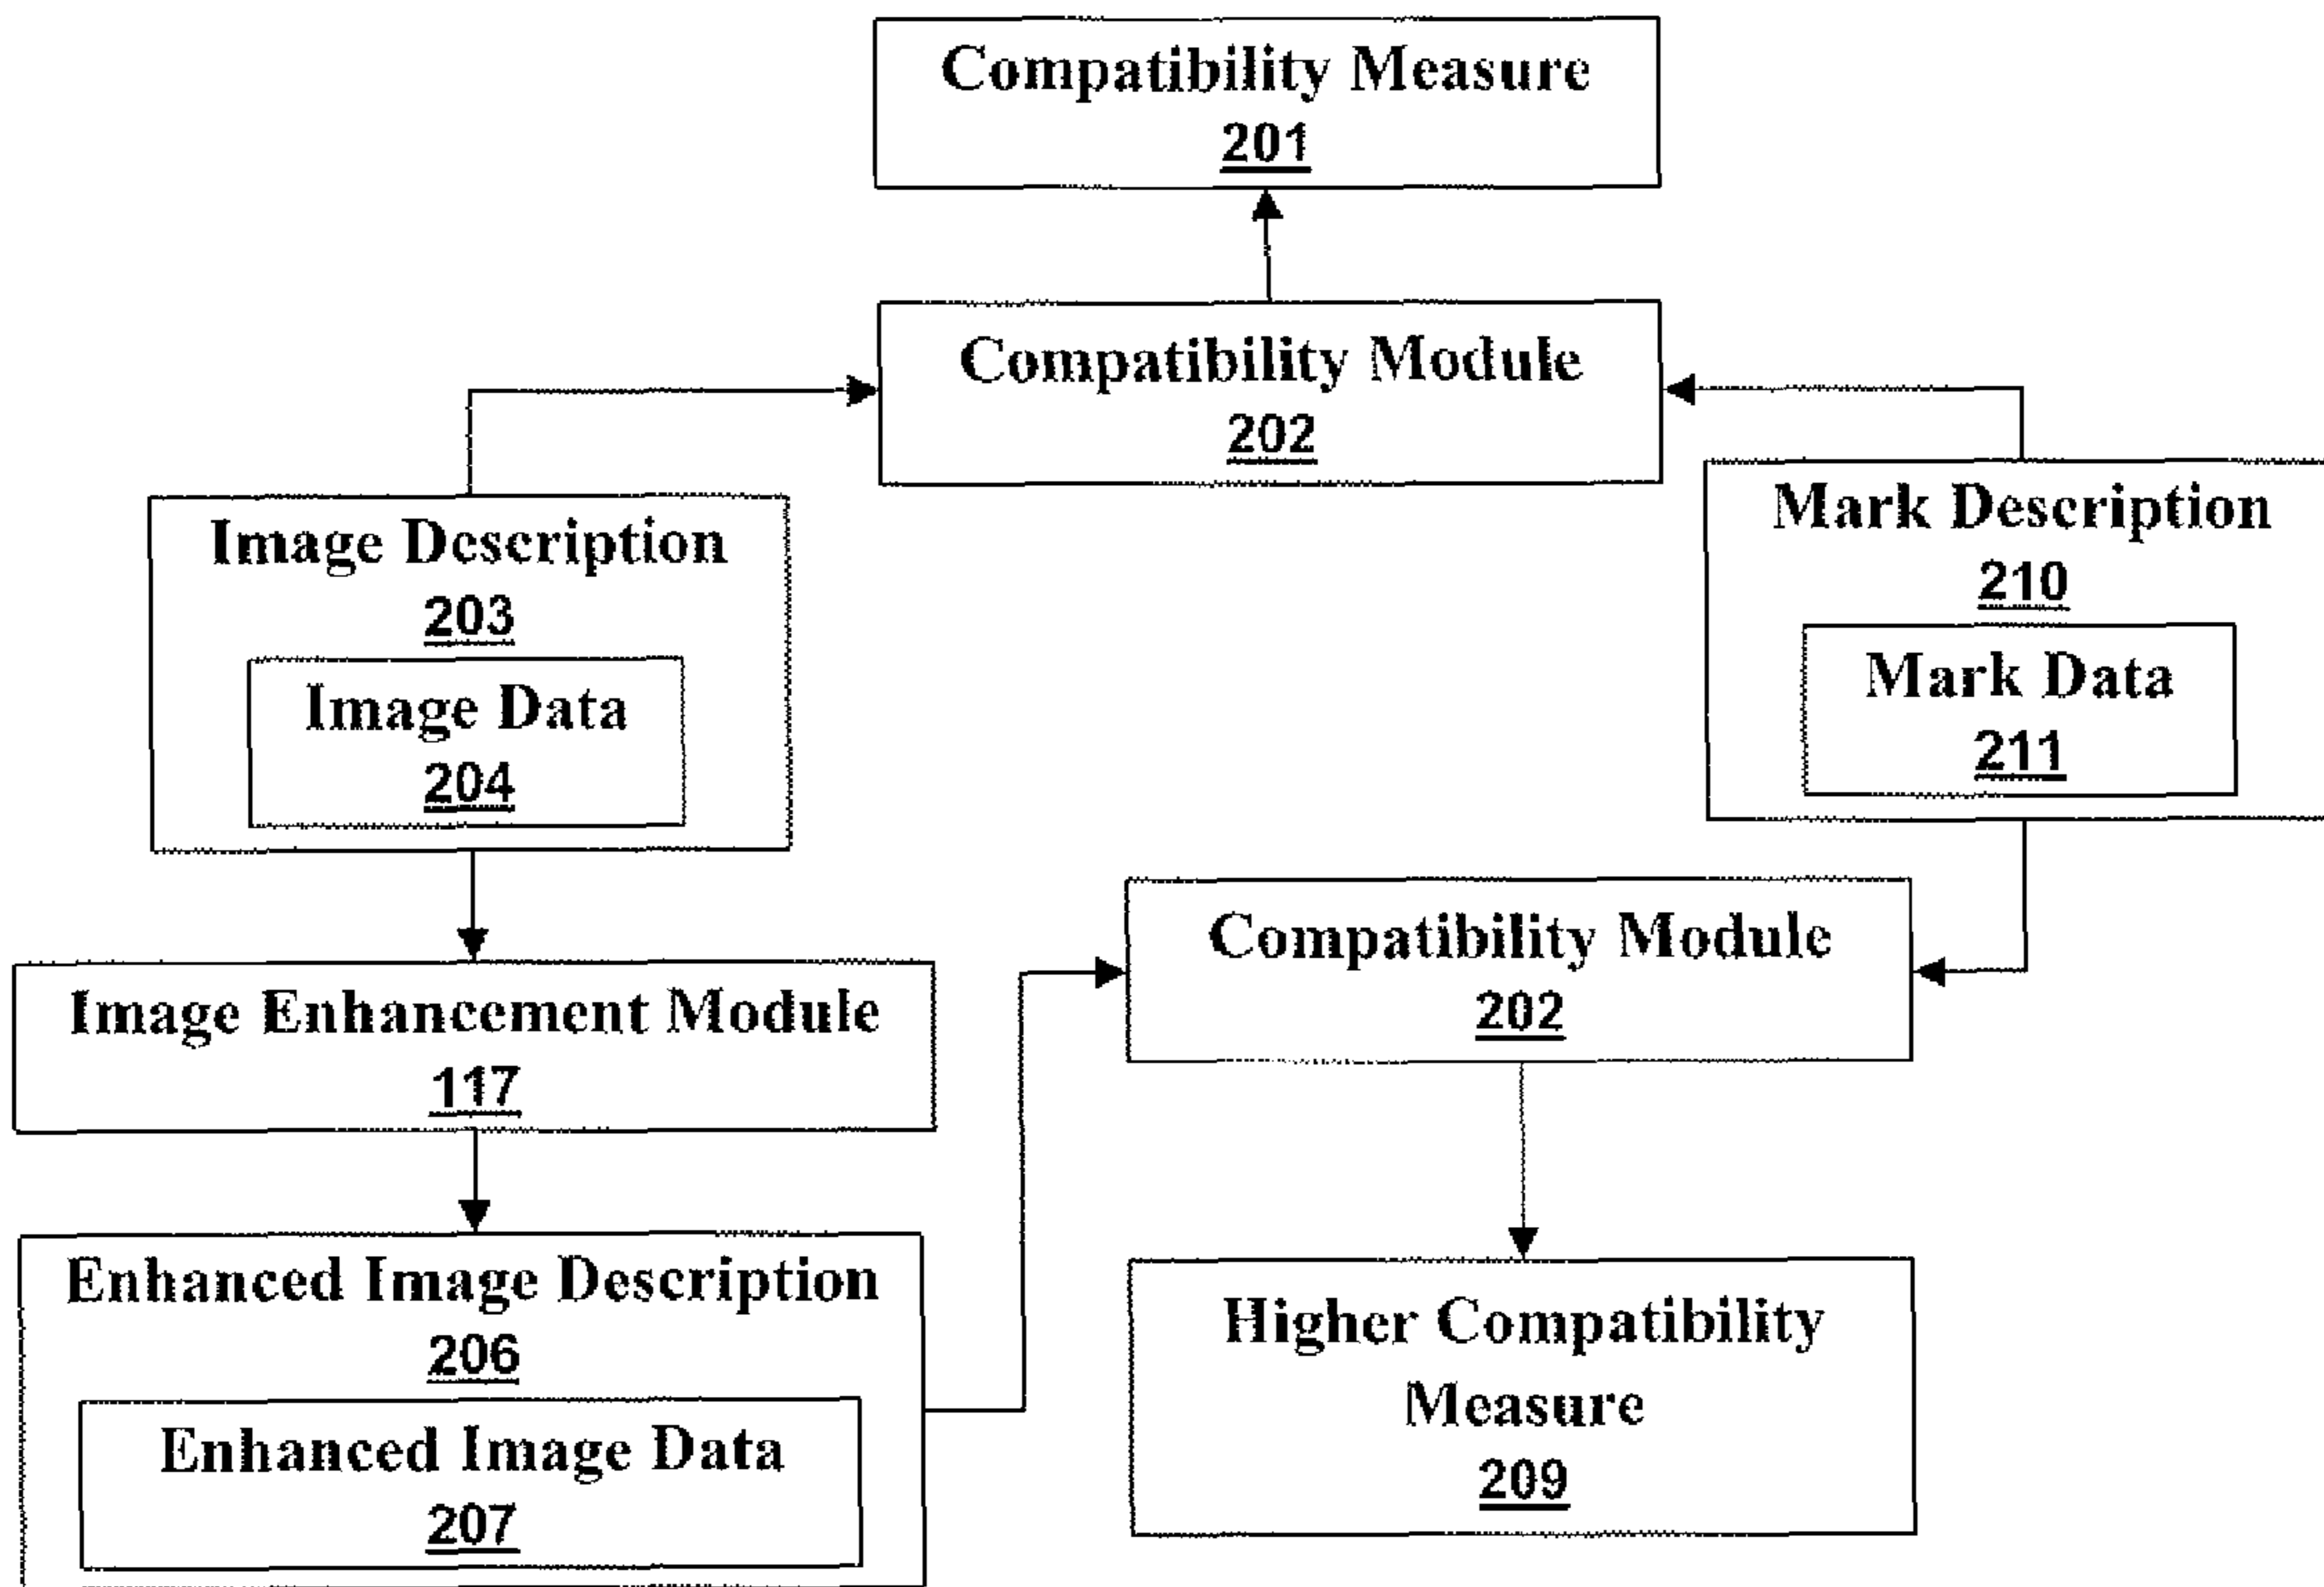 Compatibility Measure
201
Compatibility Module
202
Image Description
203
Image Data
204
Mark Description
210
Mark Data
211
Image Enhancement Module
117
Compatibility Module
202
Enhanced Image Description
206
Enhanced Image Data
207
Higher Compatibility
Measure
209